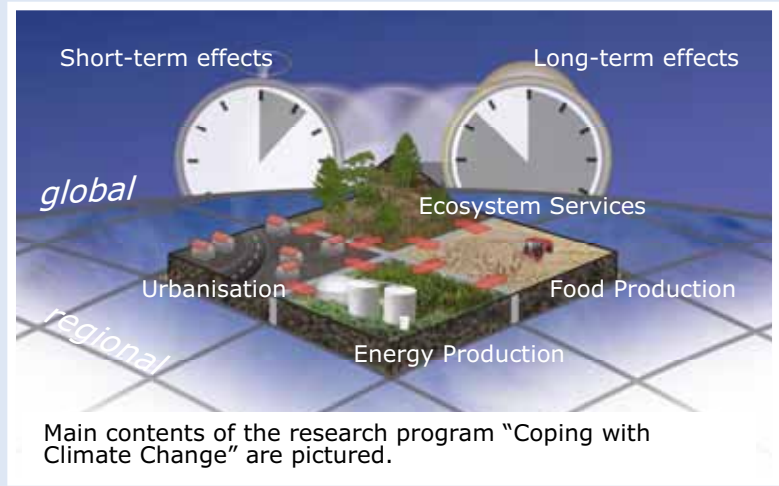 Short-term effects
Long-term effects
global
Ecosystem Services
Urbanisation
Food Production
regional
Energy Production
Main contents of the research program “Coping with
Climate Change” are pictured.